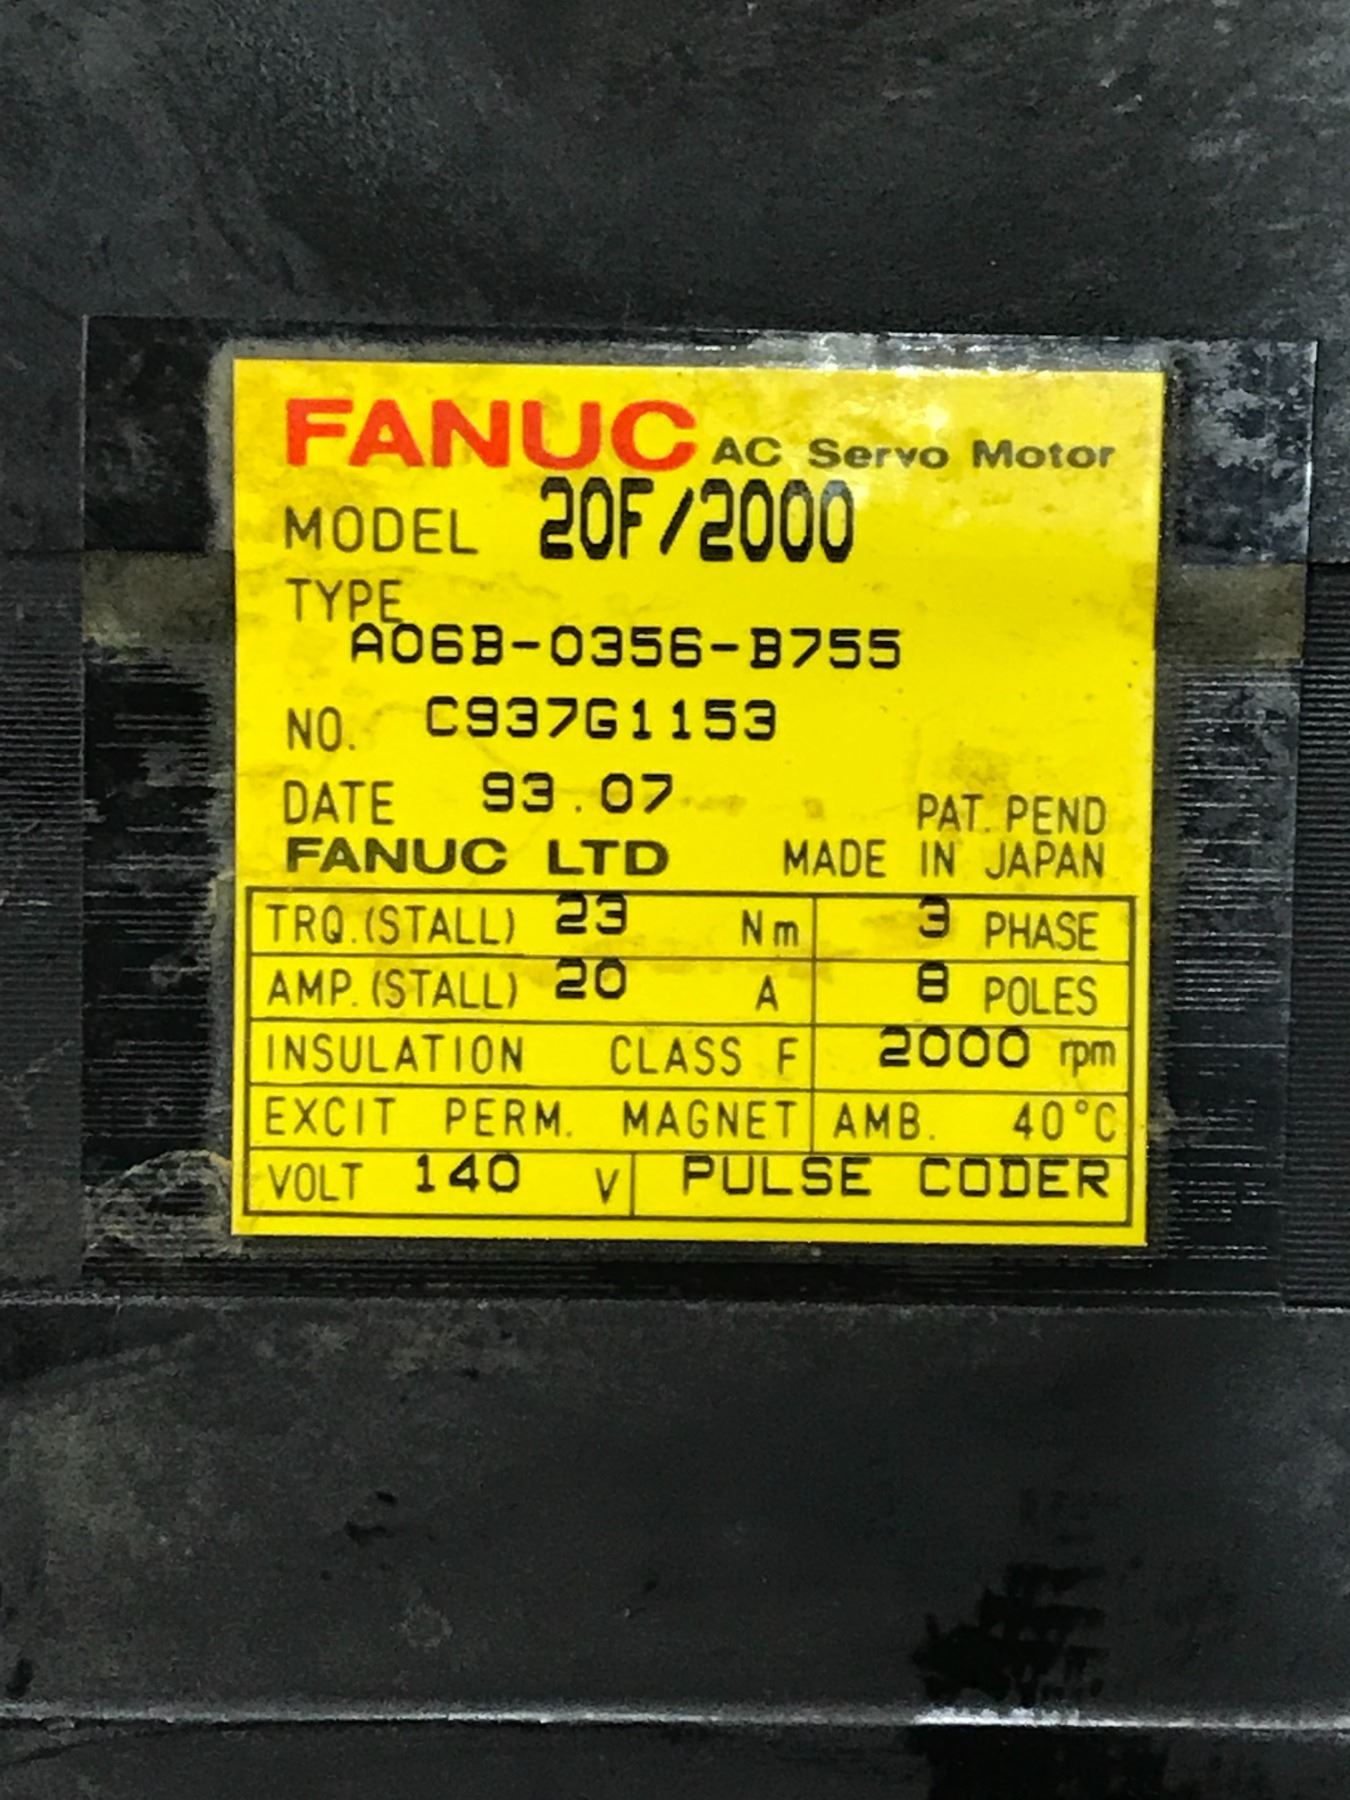 FANUC AC Servo Motor
MODEL 20F/2000
TYPE
A06B-0356-B755
NO. C937G1153
DATE 93.07
PAT. PEND
FANUC LTD MADE IN JAPAN
TRQ.(STALL) 23 Nm 3 PHASE
AMP.(STALL) 20 A 8 POLES
INSULATION CLASS F 2000 rpm
EXCIT PERM. MAGNET AMB. 40°C
VOLT 140 V PULSE CODER